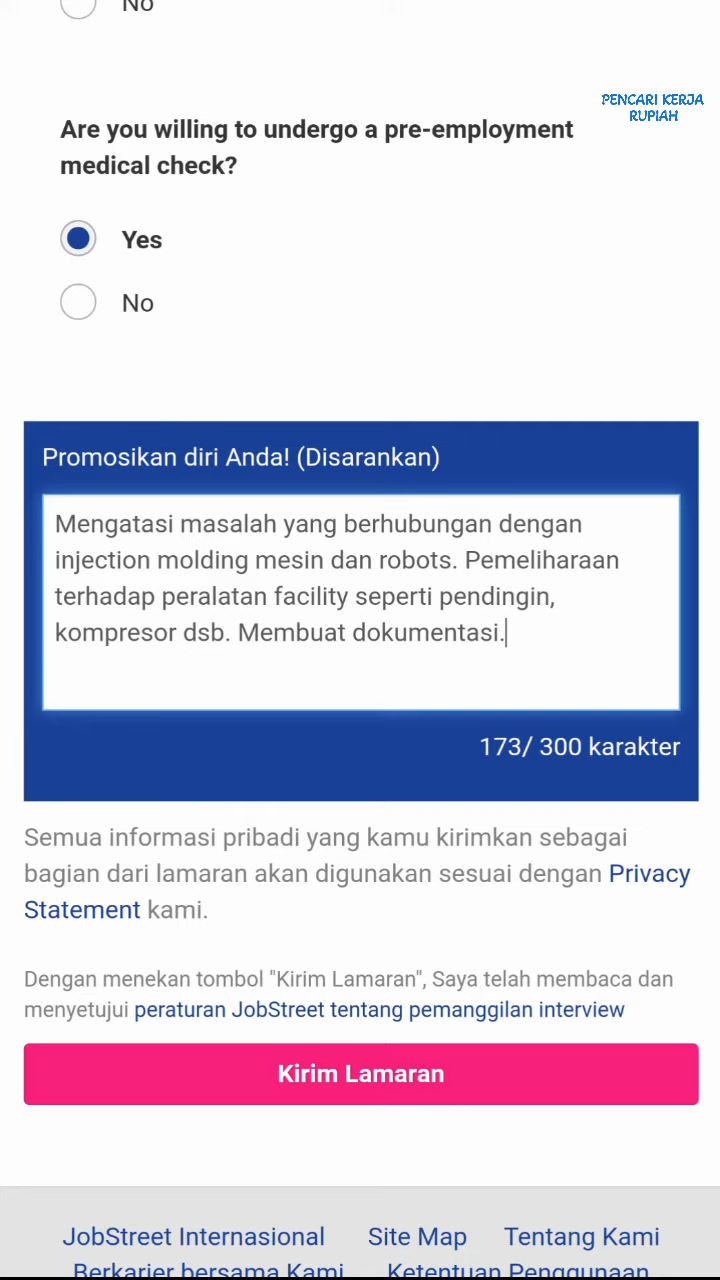 No
PENCARI KERJA
RUPIAH
Are you willing to undergo a pre-employment
medical check?
Yes
No
Promosikan diri Anda! (Disarankan)
Mengatasi masalah yang berhubungan dengan
injection molding mesin dan robots. Pemeliharaan
terhadap peralatan facility seperti pendingin,
kompresor dsb. Membuat dokumentasi.
173/ 300 karakter
Semua informasi pribadi yang kamu kirimkan sebagai
bagian dari lamaran akan digunakan sesuai dengan Privacy
Statement kami.
Dengan menekan tombol "Kirim Lamaran", Saya telah membaca dan
menyetujui peraturan JobStreet tentang pemanggilan interview
Kirim Lamaran
JobStreet Internasional Site Map Tentang Kami
Berkarier bersama Kami Ketentuan Penggunaan